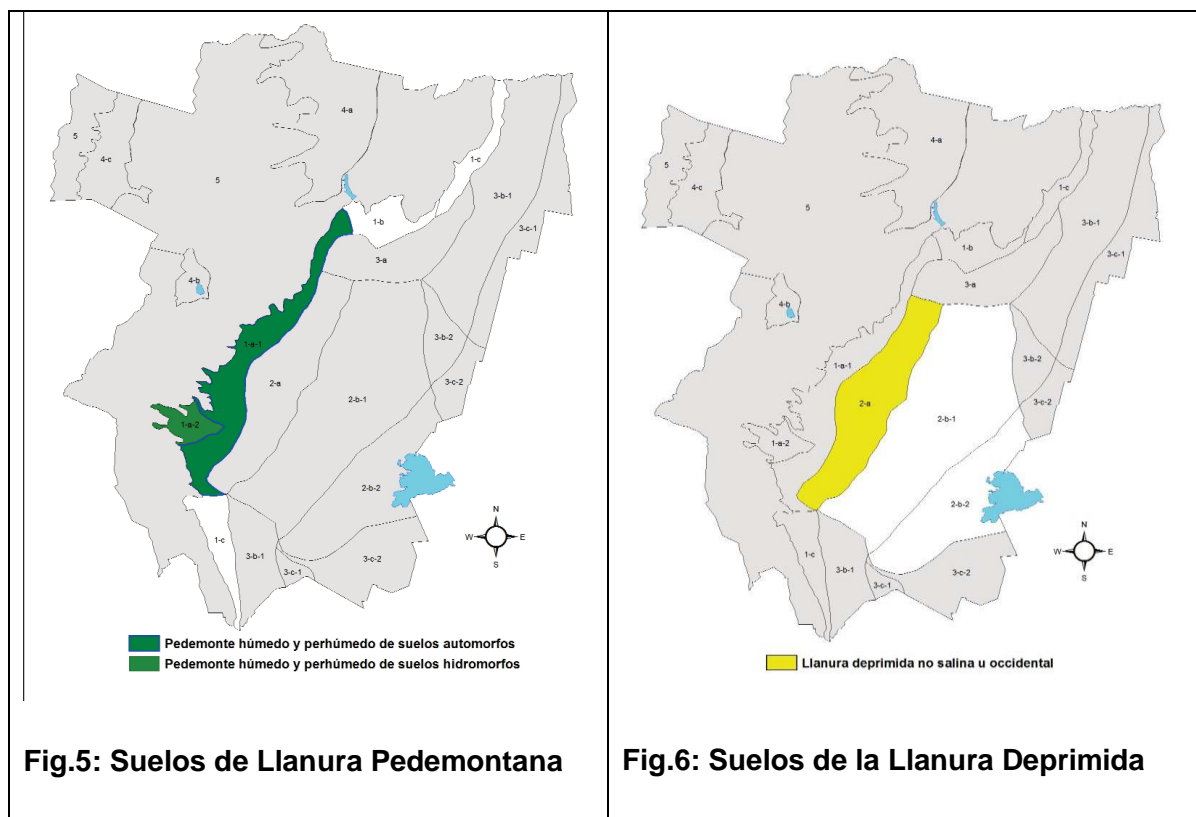 4-a
5
4-c
5
1-c
3-b-1
3-c-1
1-b
3-a
4-b
1-a-1
3-b-2
2-a
3-c-2
2-b-1
1-a-2
2-b-2
1-c
3-b-1
3-c-1
3-c-2
N
W
E
S
Pedemonte húmedo y perhúmedo de suelos automorfos
Pedemonte húmedo y perhúmedo de suelos hidromorfos
Fig.5: Suelos de Llanura Pedemontana
4-a
5
4-c
5
1-c
3-b-1
3-c-1
1-b
3-a
4-b
1-a-1
3-b-2
2-a
3-c-2
2-b-1
1-a-2
2-b-2
1-c
3-b-1
3-c-1
3-c-2
N
W
E
S
Llanura deprimida no salina u occidental
Fig.6: Suelos de la Llanura Deprimida